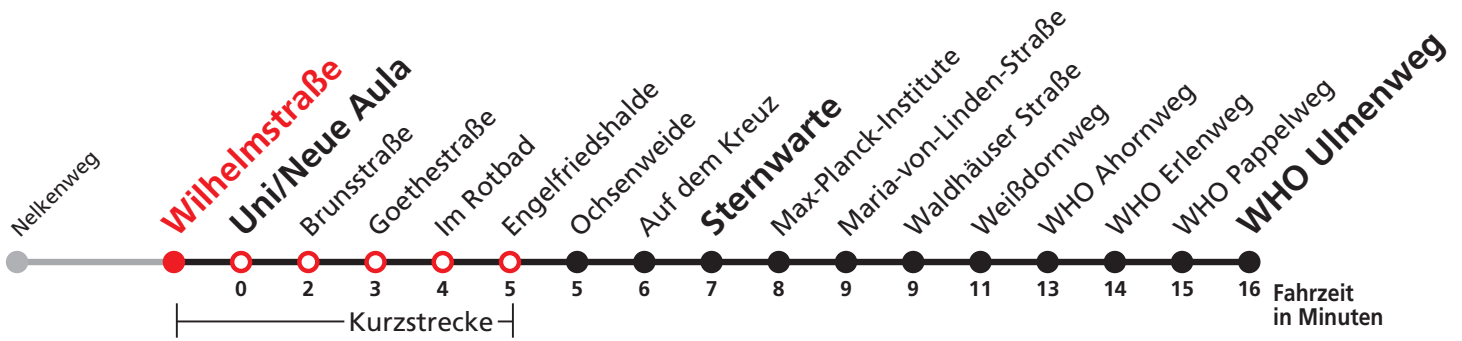 Nelkenweg
Wilhelmstraße
Uni/Neue Aula
Brunsstraße
Goethestraße
Im Rotbad
Engelfriedshalde
Ochsenweide
Auf dem Kreuz
Sternwarte
Max-Planck-Institute
Maria-von-Linden-Straße
Waldhäuser Straße
Weißdornweg
WHO Ahornweg
WHO Erlenweg
WHO Pappelweg
WHO Ulmenweg
0 2 3 4 5 5 6 7 8 9 9 11 13 14 15 16
Fahrzeit
in Minuten
Kurzstrecke